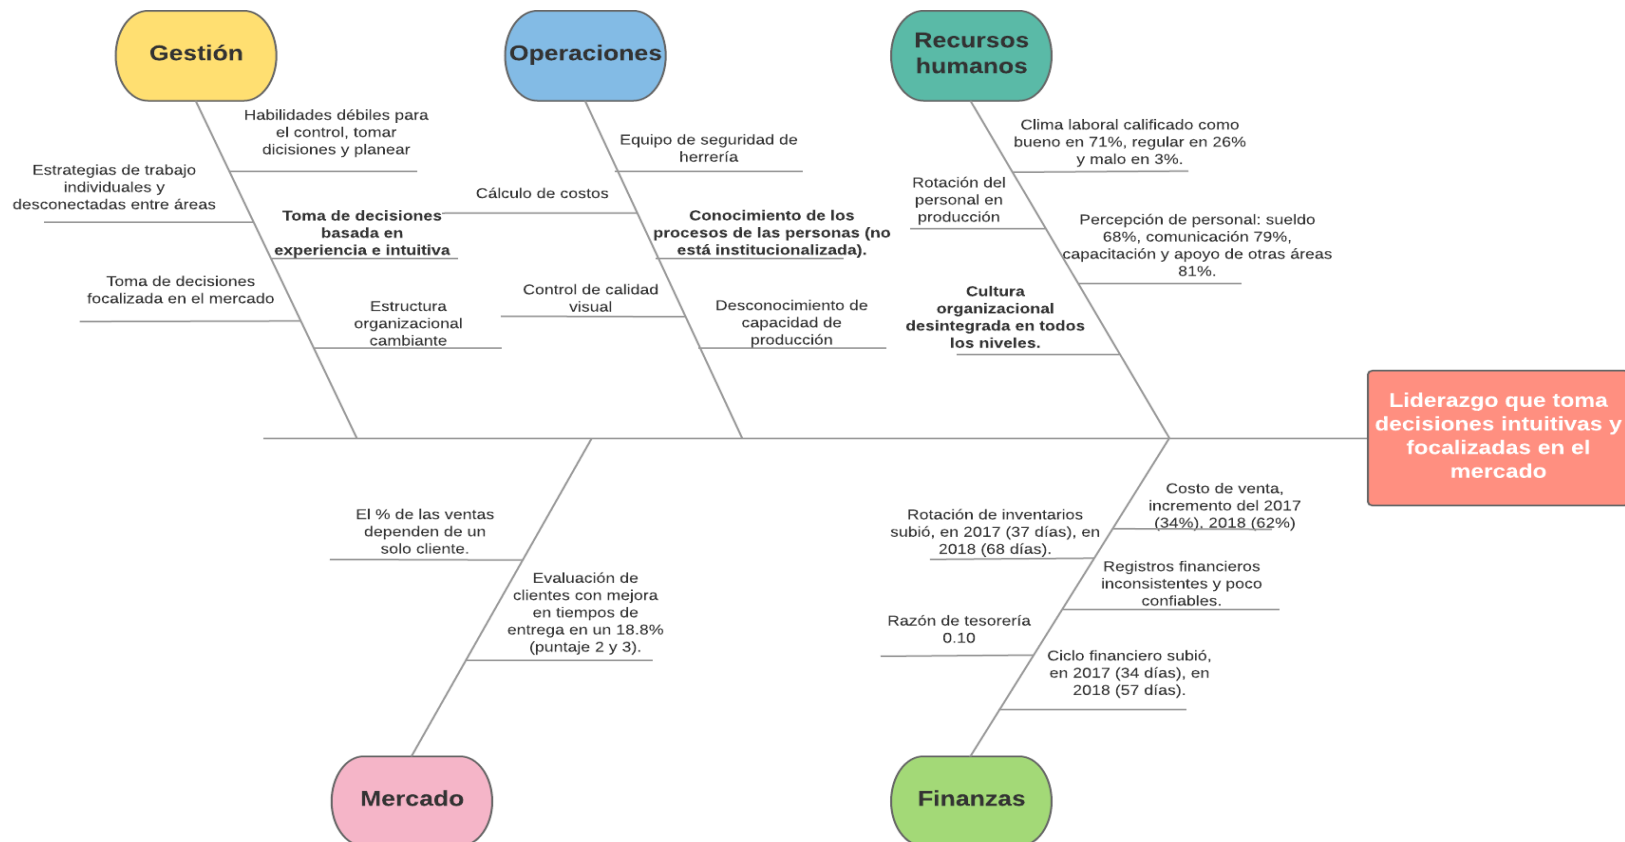 Gestión
Operaciones
Recursos
humanos
Habilidades débiles para
el control, tomar
dicisiones y planear
Estrategias de trabajo
individuales y
desconectadas entre áreas
Toma de decisiones
basada en
experiencia e intuitiva
Toma de decisiones
focalizada en el mercado
Estructura
organizacional
cambiante
Equipo de seguridad de
herrería
Cálculo de costos
Conocimiento de los
procesos de las personas (no
está institucionalizada).
Control de calidad
visual
Desconocimiento de
capacidad de
producción
Clima laboral calificado como
bueno en 71%, regular en 26%
y malo en 3%.
Rotación del
personal en
producción
Percepción de personal: sueldo
68%, comunicación 79%,
capacitación y apoyo de otras áreas
81%.
Cultura
organizacional
desintegrada en todos
los niveles.
Liderazgo que toma
decisiones intuitivas y
focalizadas en el
mercado
El % de las ventas
dependen de un
solo cliente.
Evaluación de
clientes con mejora
en tiempos de
entrega en un 18.8%
(puntaje 2 y 3).
Costo de venta,
incremento del 2017
(34%), 2018 (62%)
Rotación de inventarios
subió, en 2017 (37 días), en
2018 (68 días).
Registros financieros
inconsistentes y poco
confiables.
Razón de tesorería
0.10
Ciclo financiero subió,
en 2017 (34 días), en
2018 (57 días).
Mercado
Finanzas